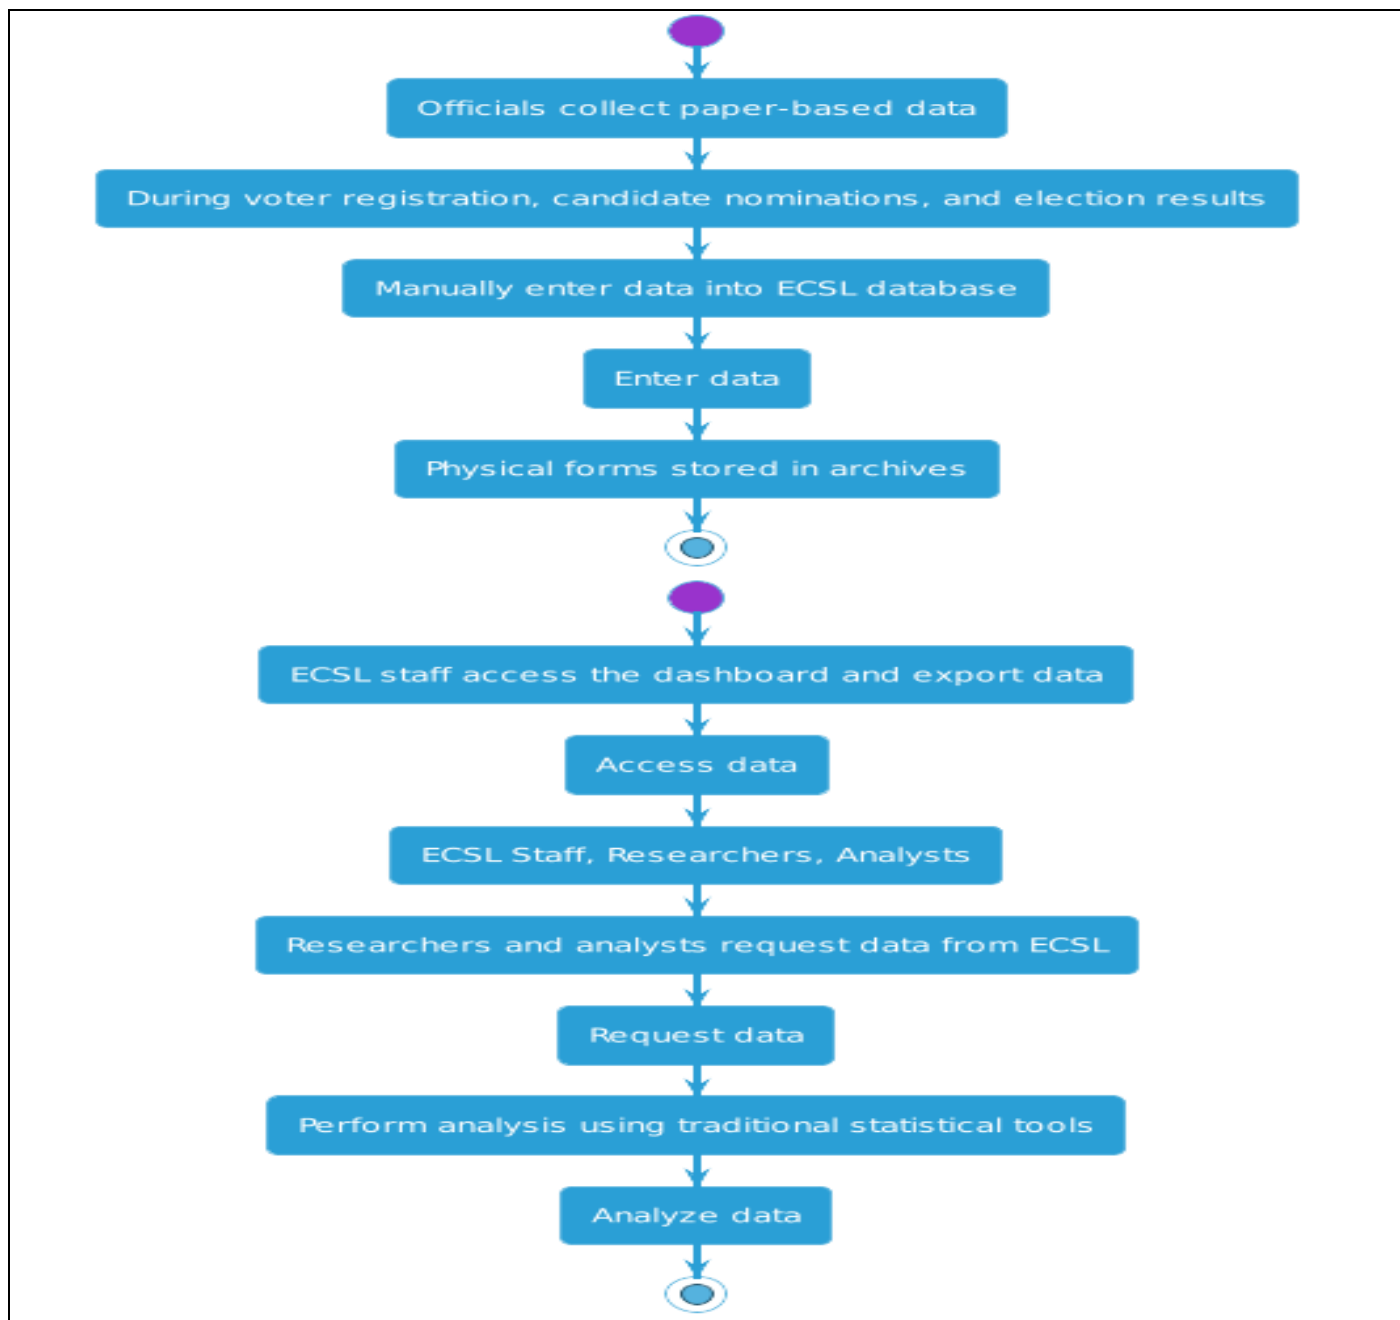 Officials collect paper-based data
During voter registration, candidate nominations, and election results
Manually enter data into ECSL database
Enter data
Physical forms stored in archives
ECSL staff access the dashboard and export data
Access data
ECSL Staff, Researchers, Analysts
Researchers and analysts request data from ECSL
Request data
Perform analysis using traditional statistical tools
Analyze data